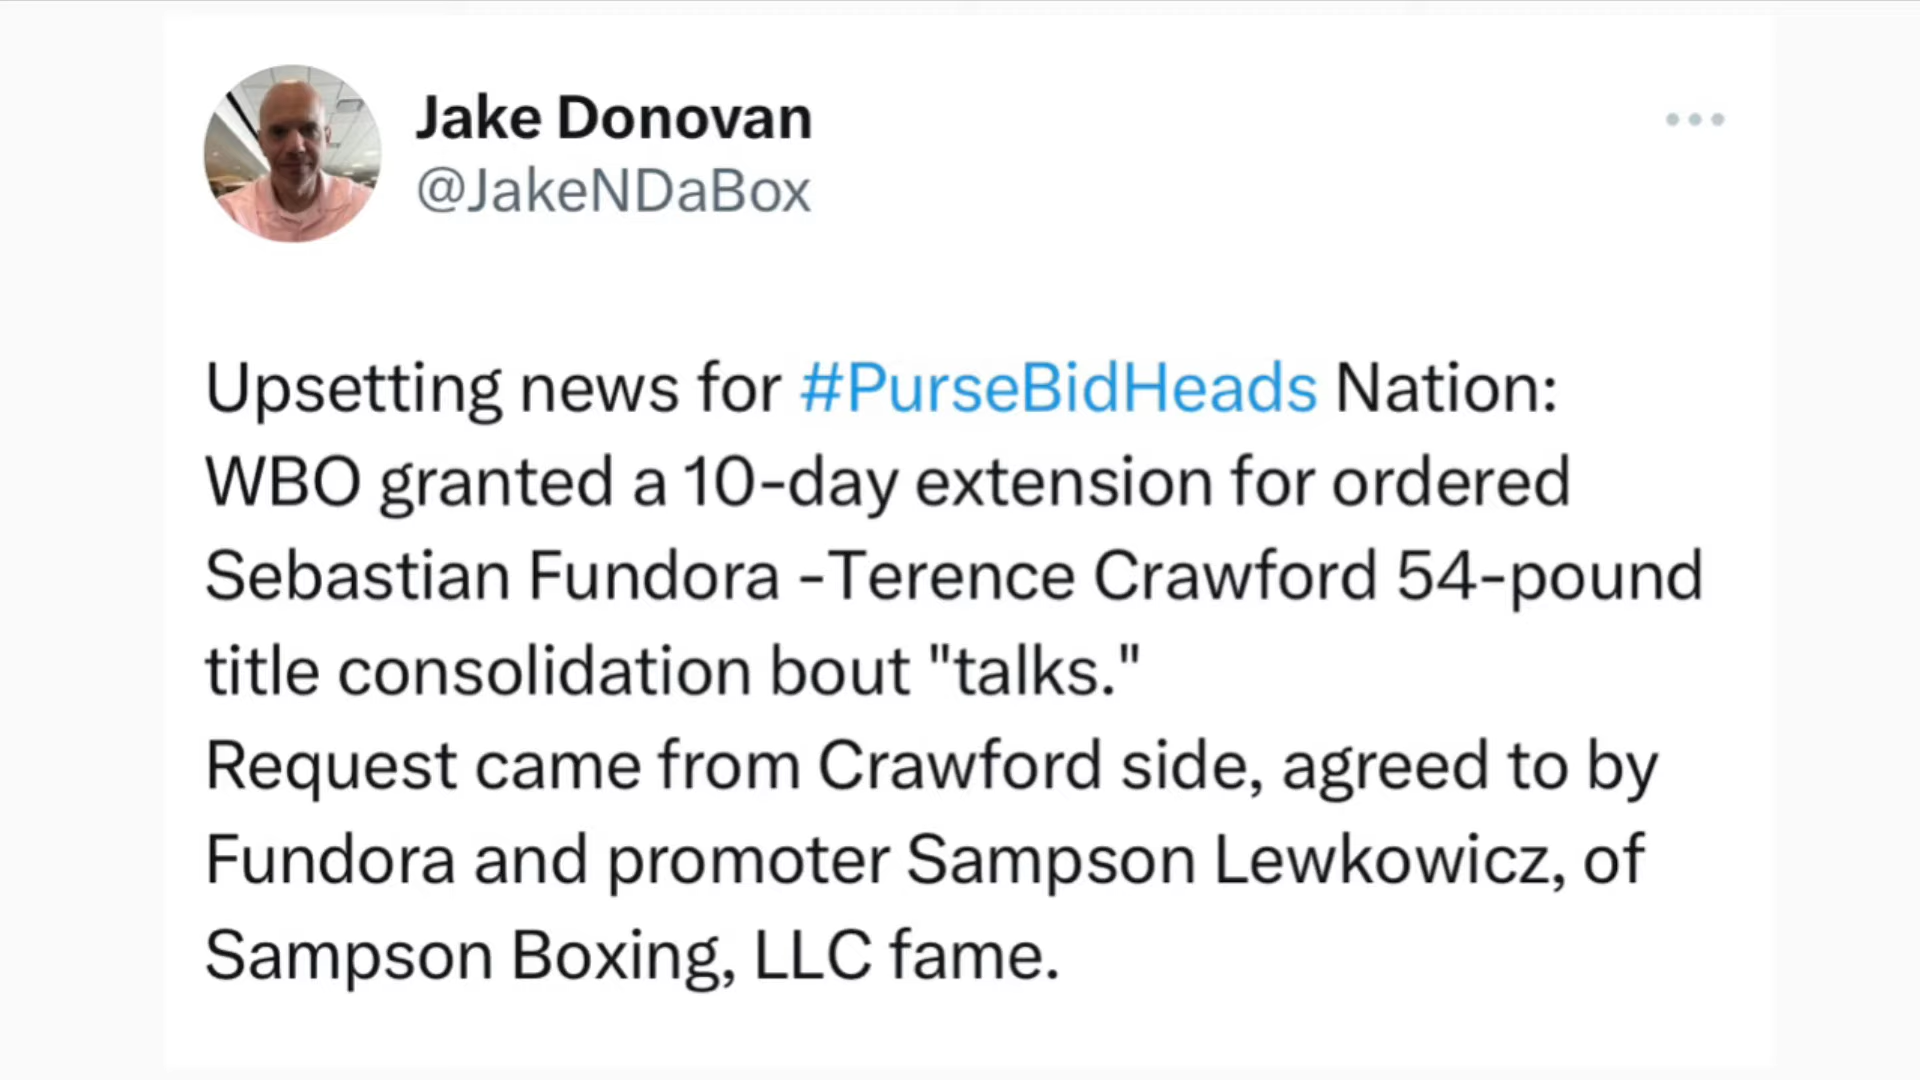 Jake Donovan
@JakeNDaBox
Upsetting news for #PurseBidHeads Nation:
WBO granted a 10-day extension for ordered
Sebastian Fundora -Terence Crawford 54-pound
title consolidation bout "talks."
Request came from Crawford side, agreed to by
Fundora and promoter Sampson Lewkowicz, of
Sampson Boxing, LLC fame.